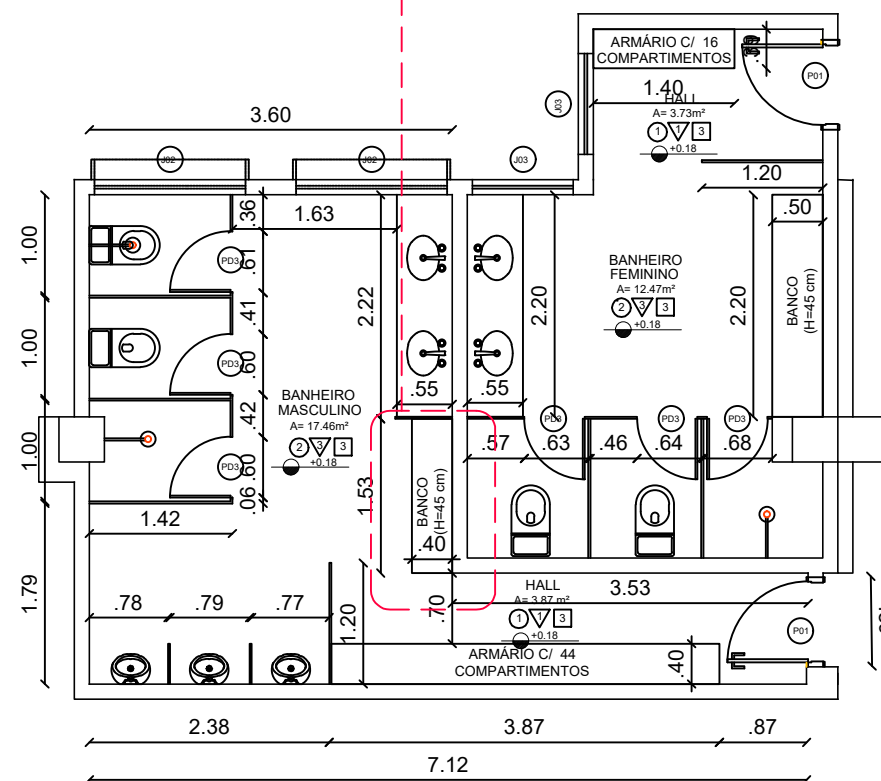 ARMÁRIO C/ 16
COMPARTIMENTOS
P01
1.40
HALL
A= 3.73m²
1 1 3
+0.18
J03
3.60
J02
J02
J03
1.20
.50
1.63
.36
.61
.41
.60
.42
.60
.06
1.00
1.00
1.00
1.79
PD3
PD3
PD3
2.22
BANHEIRO
FEMININO
A= 12.47m²
2 3 3
+0.18
2.20
2.20
BANCO
(H=45 cm)
.55
.55
BANHEIRO
MASCULINO
A= 17.46m²
2 3 3
+0.18
PD3
PD3
PD3
.57
.63
.46
.64
.68
1.53
BANCO
(H=45 cm)
.40
1.42
.78
.79
.77
1.20
.70
HALL
A= 3.87 m²
1 1 3
+0.18
3.53
P01
ARMÁRIO C/ 44
COMPARTIMENTOS
.40
2.38
3.87
.87
7.12